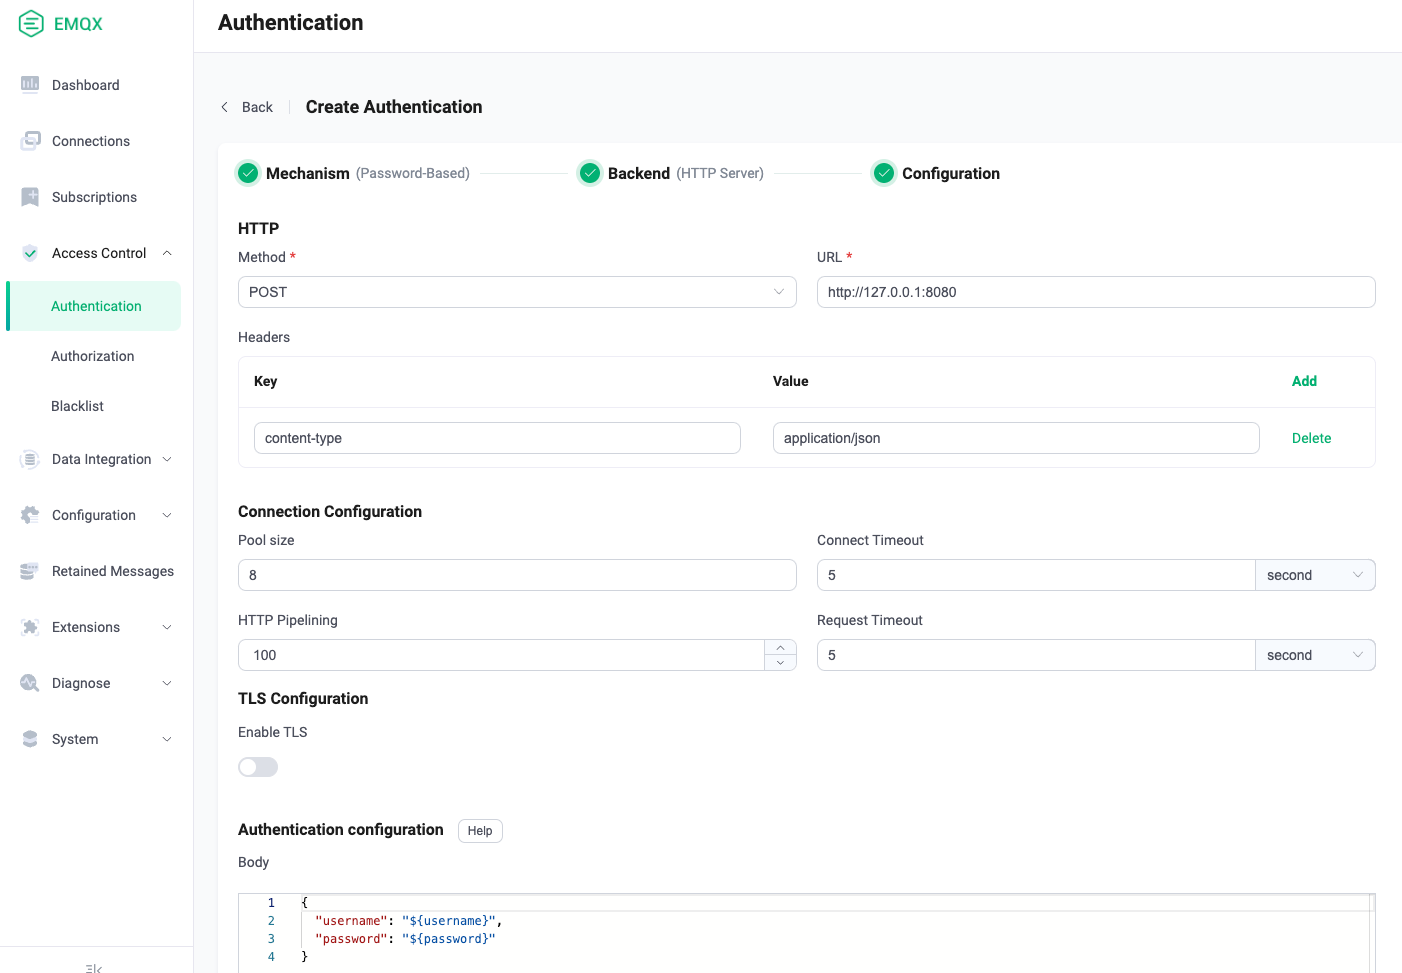 EMQX
Authentication
Dashboard
Connections
Subscriptions
Access Control
Authentication
Authorization
Blacklist
Data Integration
Configuration
Retained Messages
Extensions
Diagnose
System
Back
Create Authentication
Mechanism (Password-Based)
Backend (HTTP Server)
Configuration
HTTP
Method *
URL *
POST
http://127.0.0.1:8080
Headers
Key Value Add
content-type application/json Delete
Connection Configuration
Pool size
Connect Timeout
8
5 second
HTTP Pipelining
Request Timeout
100
5 second
TLS Configuration
Enable TLS
Authentication configuration Help
Body
1 {
2 "username": "${username}",
3 "password": "${password}"
4 }